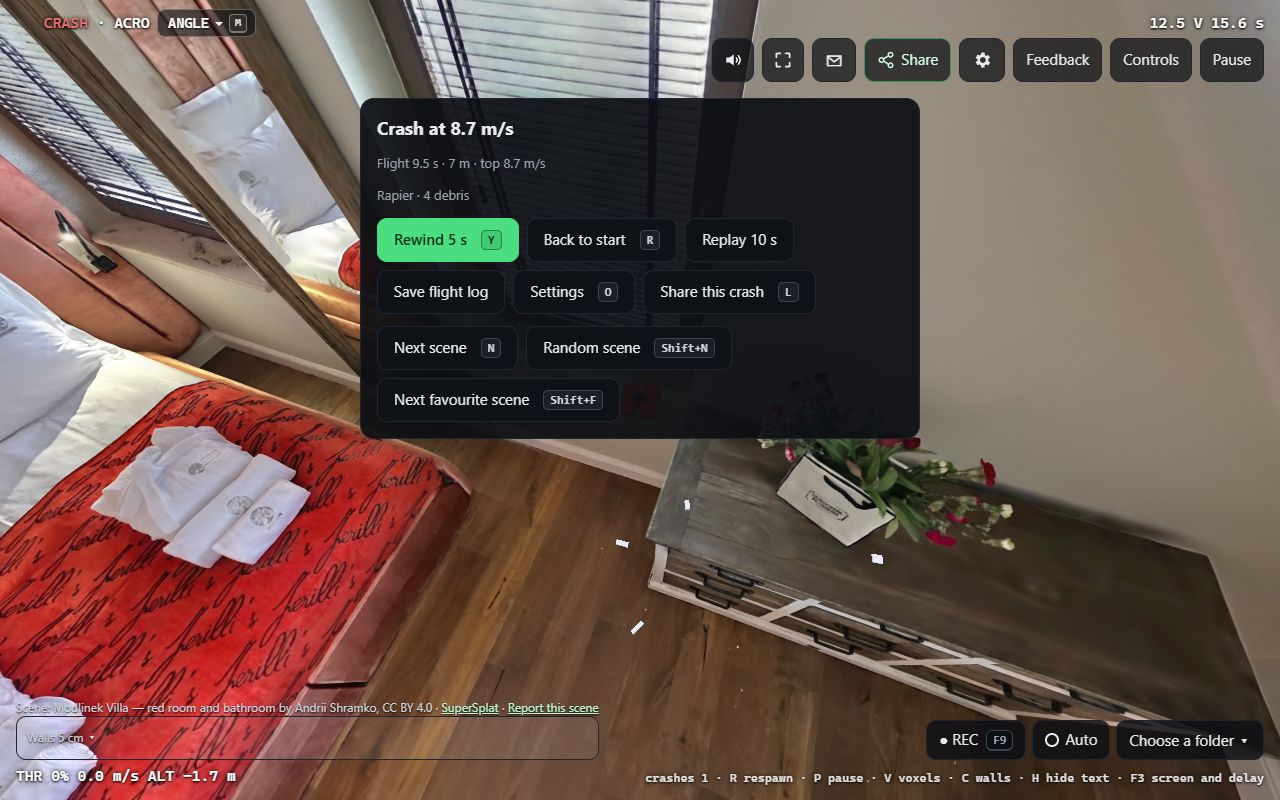 CRASH · ACRO ANGLE M
12.5 V 15.6 s
Share
Feedback
Controls
Pause
Crash at 8.7 m/s
Flight 9.5 s · 7 m · top 8.7 m/s
Rapier · 4 debris
Rewind 5 s Y
Back to start R
Replay 10 s
Save flight log
Settings O
Share this crash L
Next scene N
Random scene Shift+N
Next favourite scene Shift+F
Scene: Modlinek Villa — red room and bathroom by Andrii Shramko, CC BY 4.0 · SuperSplat · Report this scene
Walls 5 cm
● REC F9
Auto
Choose a folder
THR 0% 0.0 m/s ALT −1.7 m
crashes 1 · R respawn · P pause · V voxels · C walls · H hide text · F3 screen and delay